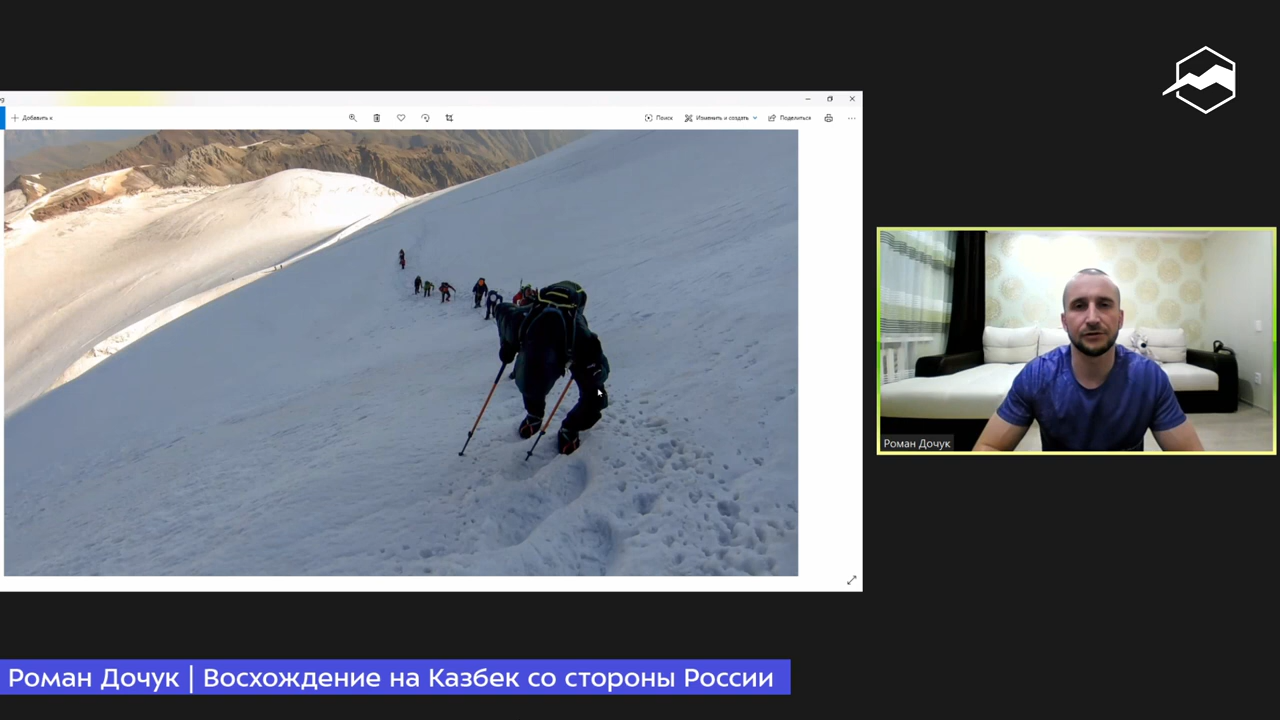 Добавить к
Поиск
Изменить и создать
Поделиться
Роман Дочук
Роман Дочук | Восхождение на Казбек со стороны России